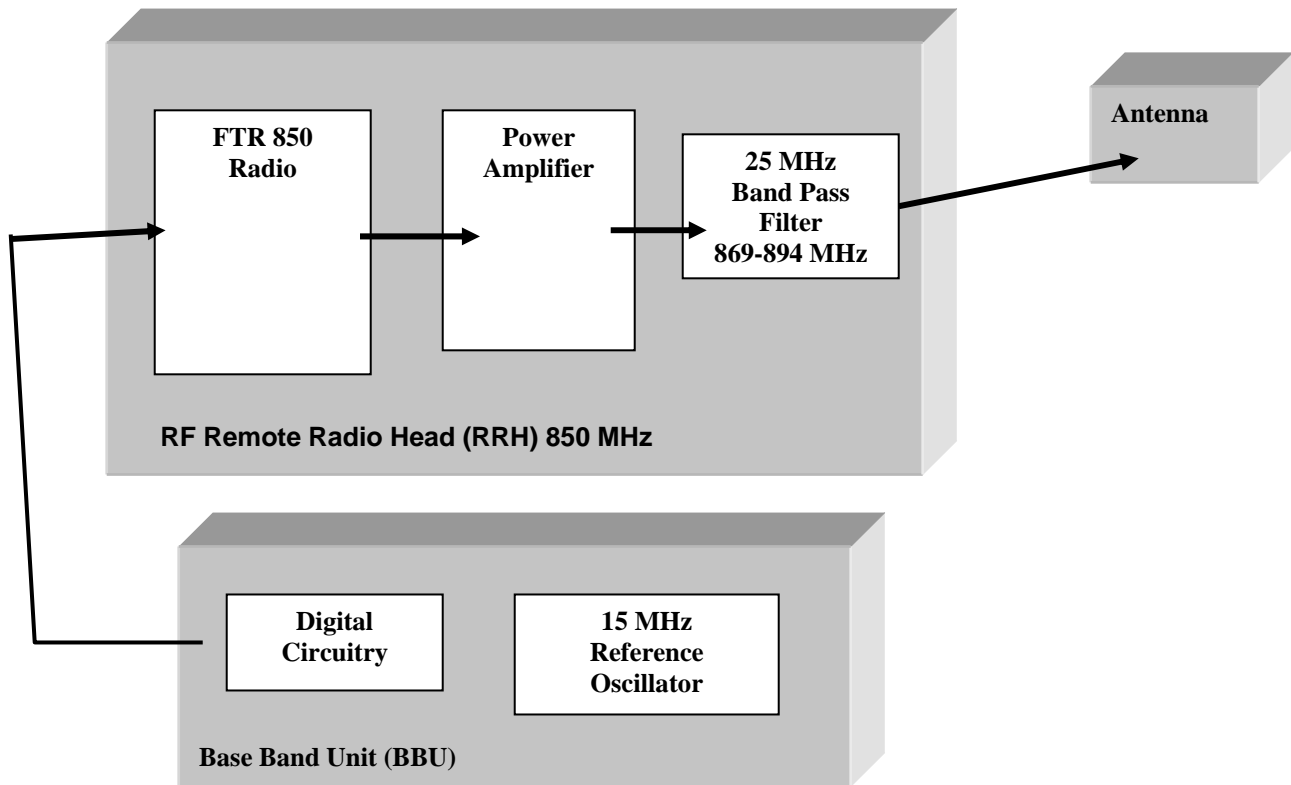 FTR 850
Radio
Power
Amplifier
25 MHz
Band Pass
Filter
869-894 MHz
Antenna
RF Remote Radio Head (RRH) 850 MHz
Digital
Circuitry
15 MHz
Reference
Oscillator
Base Band Unit (BBU)